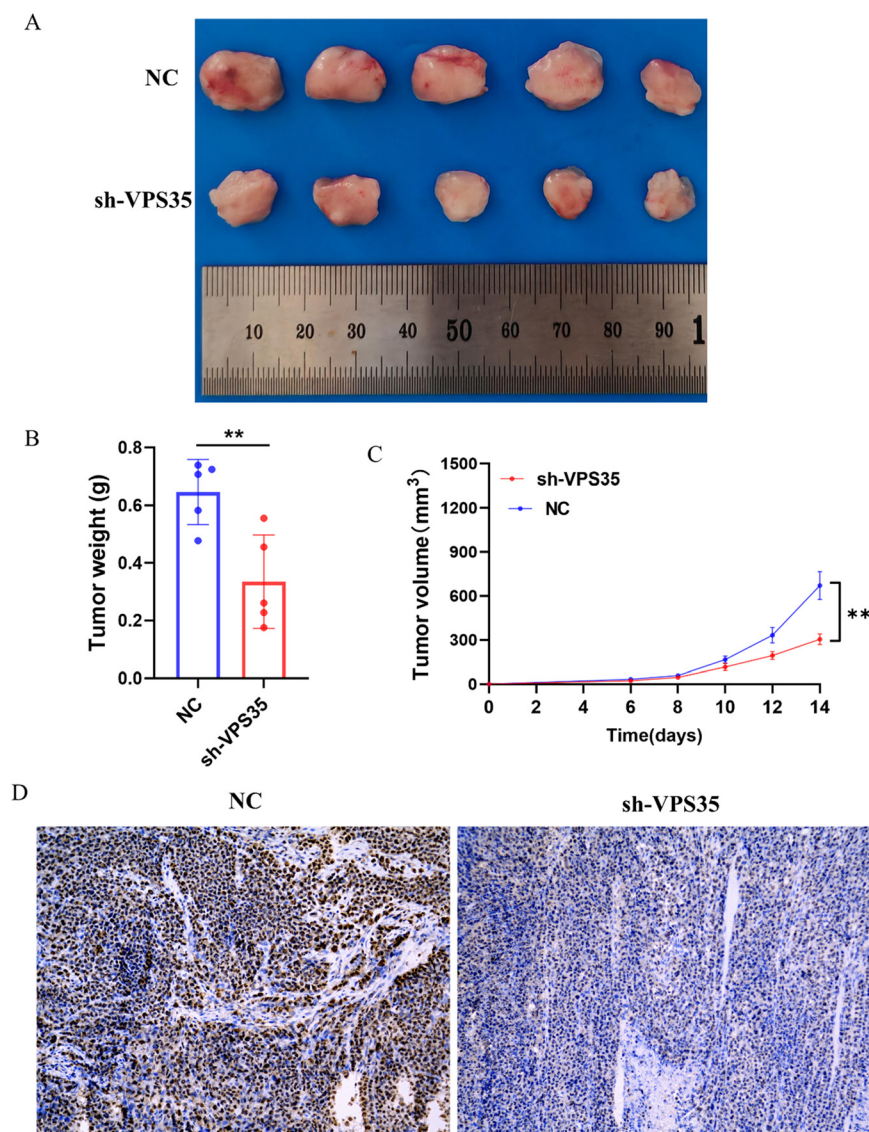 A
NC
sh-VPS35
10 20 30 40 50 60 70 80 90 1
B
**
Tumor weight (g)
0.8
0.6
0.4
0.2
0.0
NC
sh-VPS35
C
Tumor volume(mm³)
1500
1200
900
600
300
0
sh-VPS35
NC
**
0 2 4 6 8 10 12 14
Time(days)
D
NC
sh-VPS35